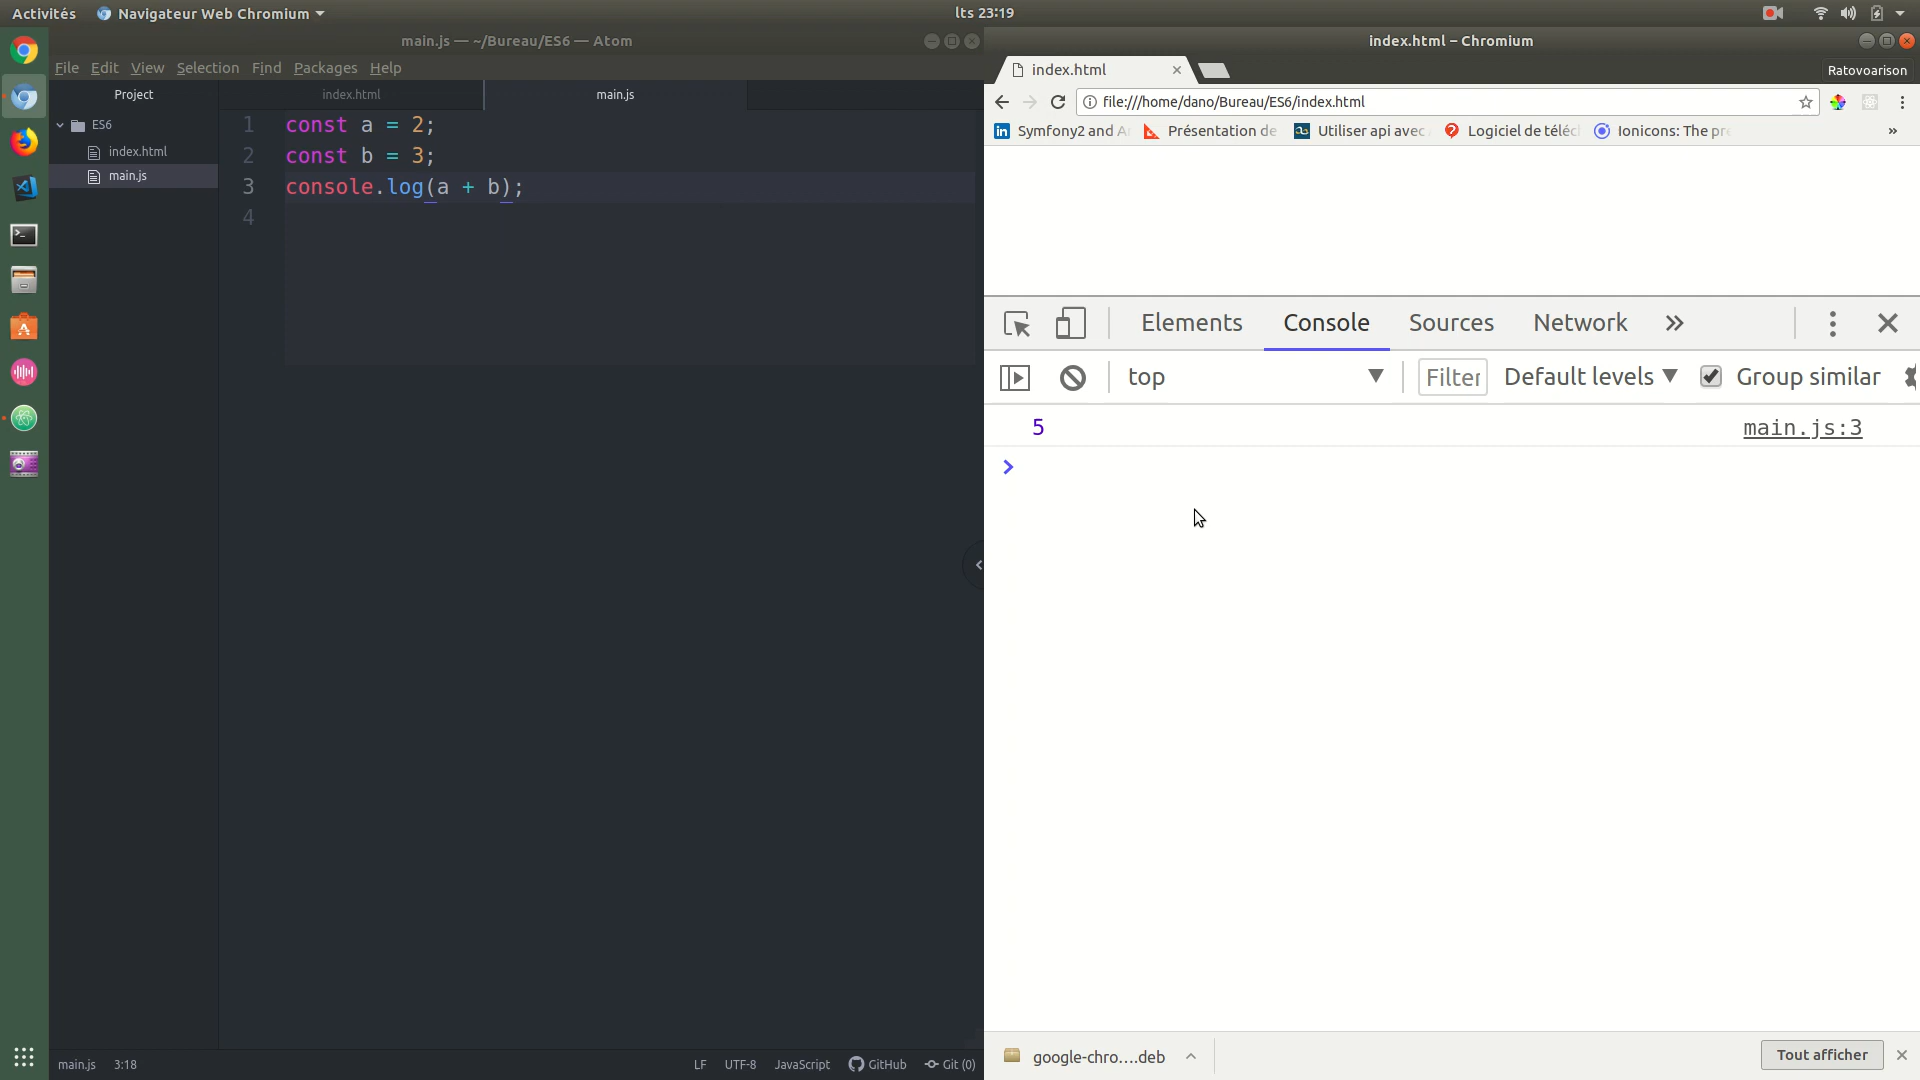 Activités Navigateur Web Chromium lts 23:19
main.js — ~/Bureau/ES6 — Atom
File Edit View Selection Find Packages Help
Project
ES6
index.html
main.js
index.html main.js
1 const a = 2;
2 const b = 3;
3 console.log(a + b);
4
main.js 3:18 LF UTF-8 JavaScript GitHub Git (0)
index.html – Chromium
index.html Ratovoarison
file:///home/dano/Bureau/ES6/index.html
Symfony2 and A Présentation de Utiliser api avec Logiciel de téléc Ionicons: The pre »
Elements Console Sources Network »
top Filter Default levels Group similar
5 main.js:3
>
google-chro....deb Tout afficher